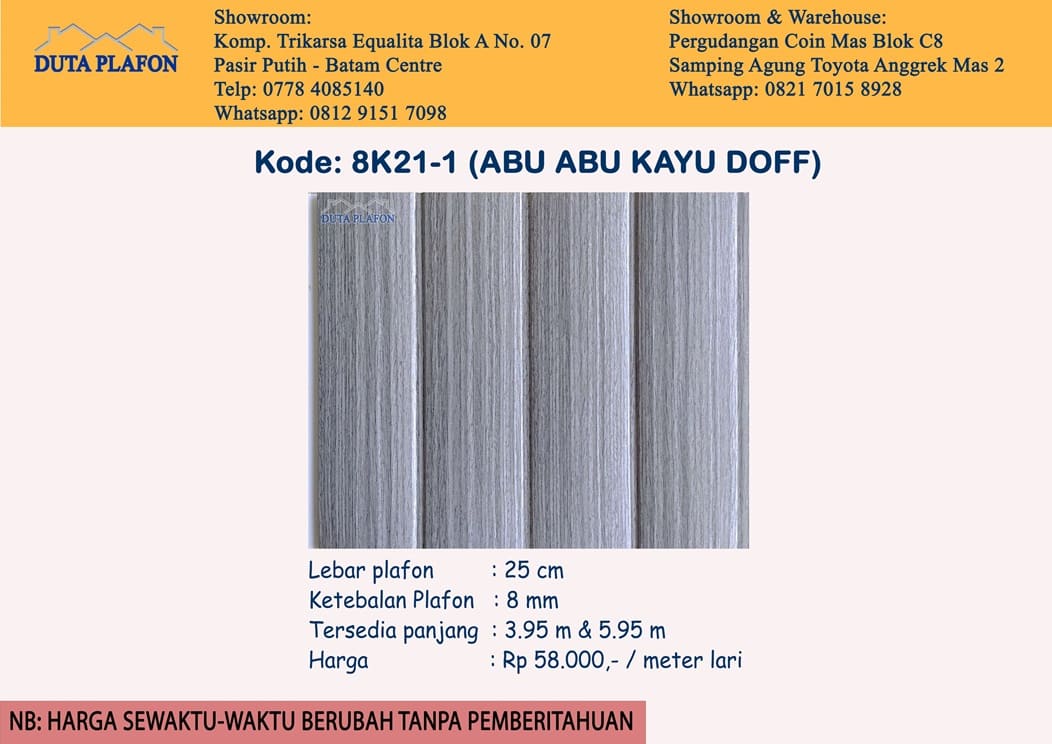 DUTA PLAFON
Showroom:
Komp. Trikarsa Equalita Blok A No. 07
Pasir Putih - Batam Centre
Telp: 0778 4085140
Whatsapp: 0812 9151 7098
Showroom & Warehouse:
Pergudangan Coin Mas Blok C8
Samping Agung Toyota Anggrek Mas 2
Whatsapp: 0821 7015 8928
Kode: 8K21-1 (ABU ABU KAYU DOFF)
DUTA PLAFON
Lebar plafon : 25 cm
Ketebalan Plafon : 8 mm
Tersedia panjang : 3.95 m & 5.95 m
Harga : Rp 58.000,- / meter lari
NB: HARGA SEWAKTU-WAKTU BERUBAH TANPA PEMBERITAHUAN